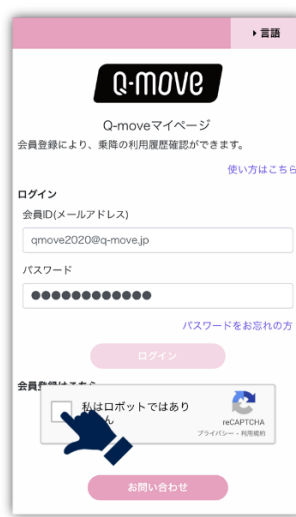 言語
Q-move
Q-moveマイページ
会員登録により、乗降の利用履歴確認ができます。
使い方はこちら
ログイン
会員ID(メールアドレス)
qmove2020@q-move.jp
パスワード
●●●●●●●●●●●●
パスワードをお忘れの方
ログイン
会員登録はこちら
私はロボットではあり
ん
reCAPTCHA
プライバシー - 利用規約
お問い合わせ